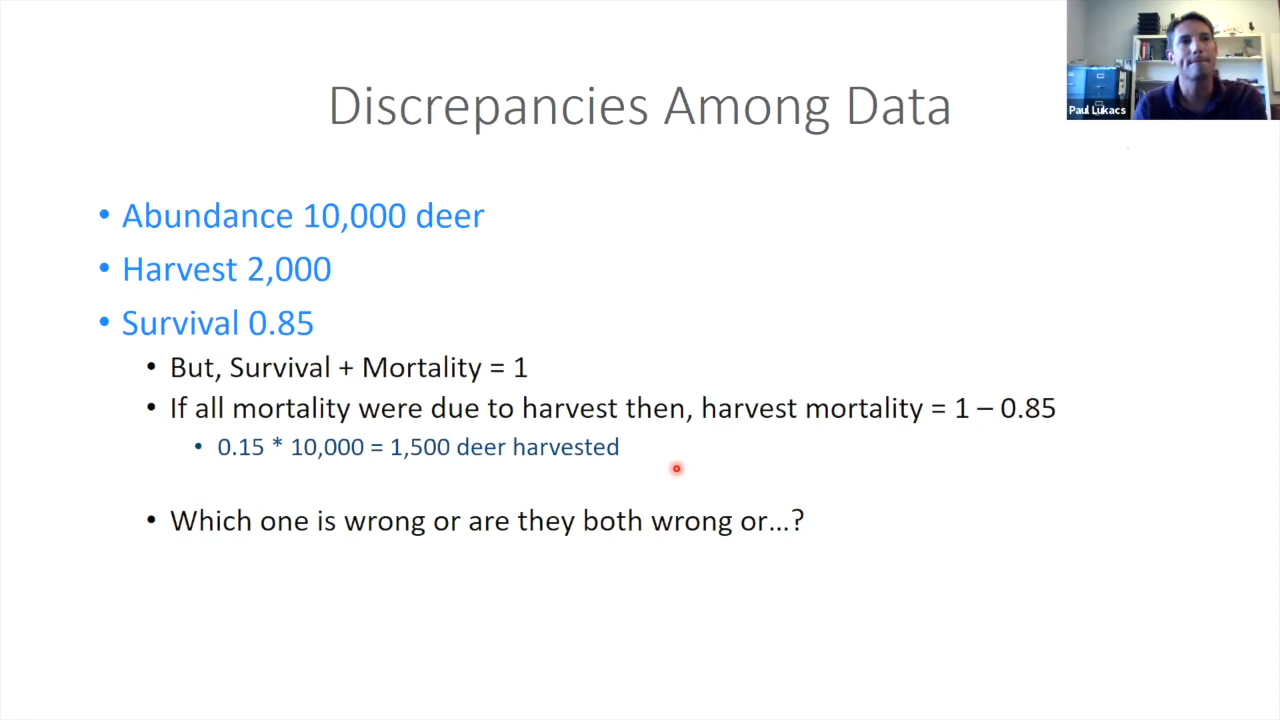 Discrepancies Among Data
Paul Lukacs
• Abundance 10,000 deer
• Harvest 2,000
• Survival 0.85
• But, Survival + Mortality = 1
• If all mortality were due to harvest then, harvest mortality = 1 – 0.85
• 0.15 * 10,000 = 1,500 deer harvested
• Which one is wrong or are they both wrong or…?